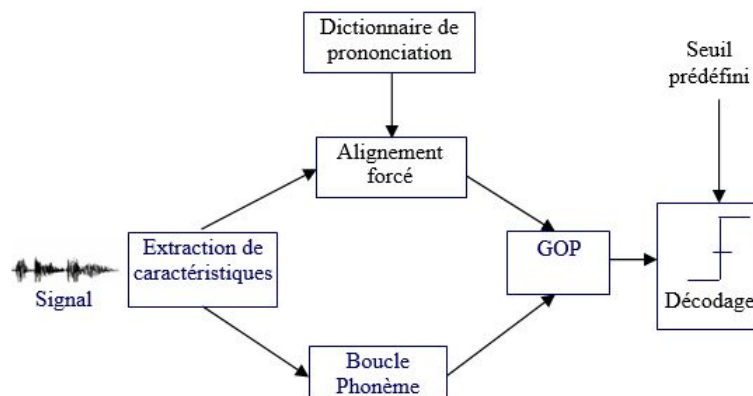 Dictionnaire de
prononciation
Seuil
prédéfini
Alignement
forcé
Extraction de
caractéristiques
Signal
GOP
Décodage
Boucle
Phonème